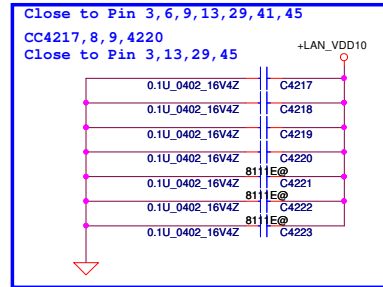 Close to Pin 3,6,9,13,29,41,45
CC4217,8,9,4220
Close to Pin 3,13,29,45
+LAN_VDD10
0.1U_0402_16V4Z C4217
0.1U_0402_16V4Z C4218
0.1U_0402_16V4Z C4219
0.1U_0402_16V4Z C4220
8111E@
0.1U_0402_16V4Z C4221
8111E@
0.1U_0402_16V4Z C4222
8111E@
0.1U_0402_16V4Z C4223